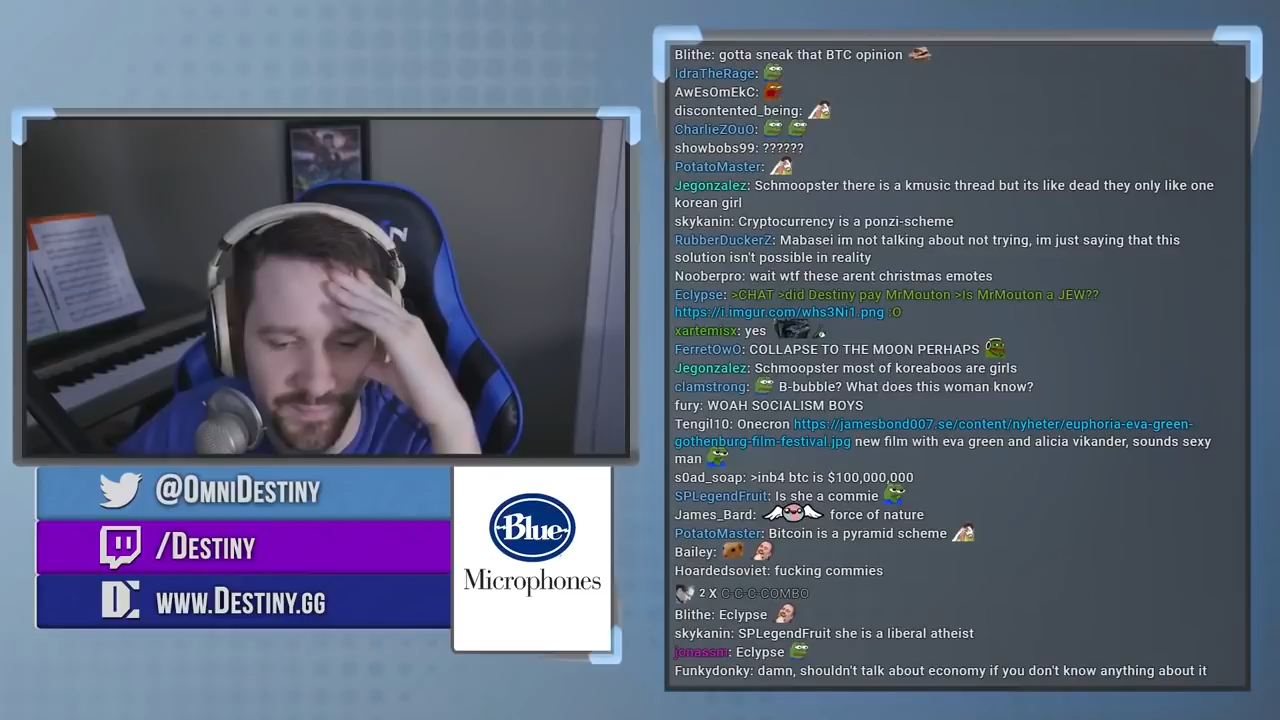 @OmniDestiny
/Destiny
www.Destiny.gg
Blue
Microphones
Blithe: gotta sneak that BTC opinion
IdraTheRage:
AwEsOmEkC:
discontented_being:
CharlieZOuO:
showbobs99: ??????
PotatoMaster:
Jegonzalez: Schmoopster there is a kmusic thread but its like dead they only like one
korean girl
skykanin: Cryptocurrency is a ponzi-scheme
RubberDuckerZ: Mabasei im not talking about not trying, im just saying that this
solution isn't possible in reality
Nooberpro: wait wtf these arent christmas emotes
Eclypse: >CHAT >did Destiny pay MrMouton >Is MrMouton a JEW??
https://i.imgur.com/whs3Ni1.png :O
xartemisx: yes
FerretOwO: COLLAPSE TO THE MOON PERHAPS
Jegonzalez: Schmoopster most of koreaboos are girls
clamstrong: B-bubble? What does this woman know?
fury: WOAH SOCIALISM BOYS
Tengil10: Onecron https://jamesbond007.se/content/nyheter/euphoria-eva-green-
gothenburg-film-festival.jpg new film with eva green and alicia vikander, sounds sexy
man
s0ad_soap: >inb4 btc is $100,000,000
SPLegendFruit: Is she a commie
James_Bard: force of nature
PotatoMaster: Bitcoin is a pyramid scheme
Bailey:
Hoardedsoviet: fucking commies
2 X C-C-C-COMBO
Blithe: Eclypse
skykanin: SPLegendFruit she is a liberal atheist
jonassm: Eclypse
Funkydonky: damn, shouldn't talk about economy if you don't know anything about it